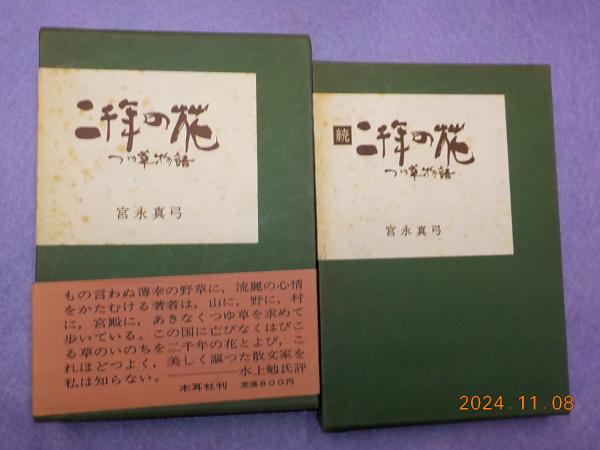 二千年の花
つゆ草物語
宮永真弓
もの言わぬ薄幸の野草に，流麗の心情
をかたむける著者は，山に，野に，村
に，宮殿に，あきなくつゆ草を求めて
歩いている。この国に亡びなくはびこ
る草のいのちを二千年の花とよび，こ
れほどつよく，美しく謳つた散文家を
私は知らない。――水上勉氏評
木耳社刊 定価800円
続 二千年の花
つゆ草物語
宮永真弓
2024.11.08